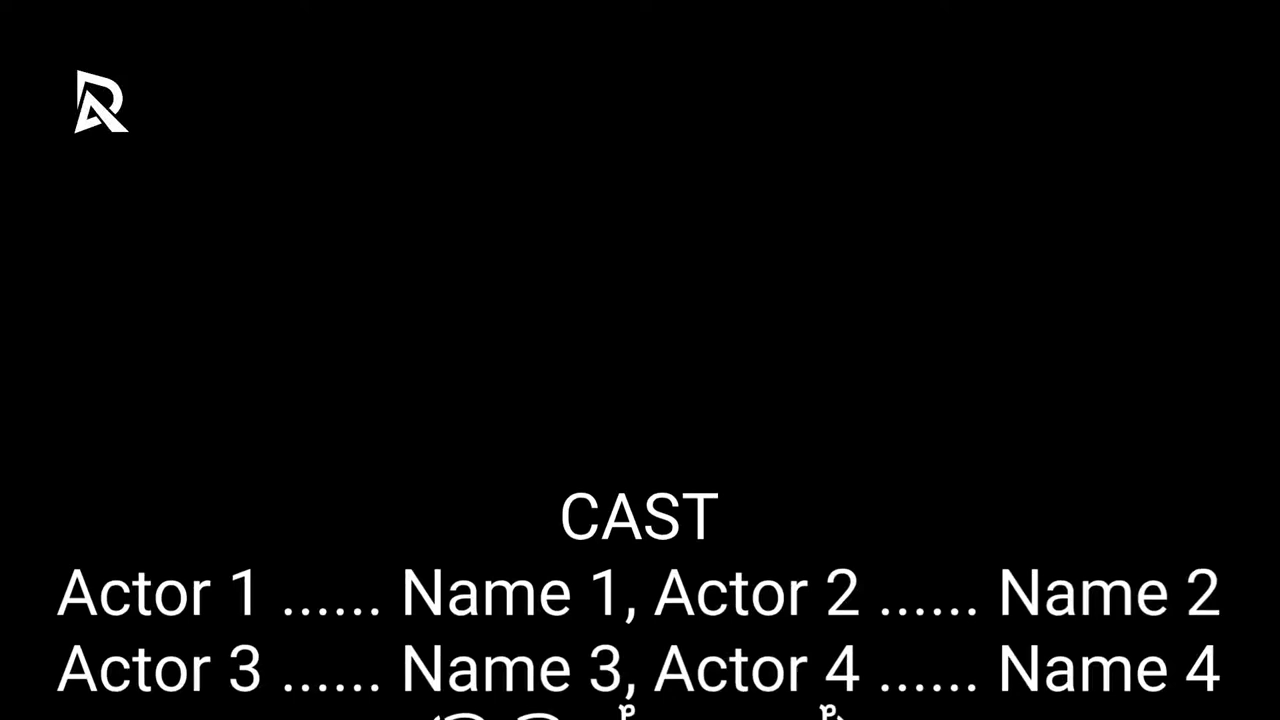 CAST
Actor 1 ...... Name 1, Actor 2 ...... Name 2
Actor 3 ...... Name 3, Actor 4 ...... Name 4